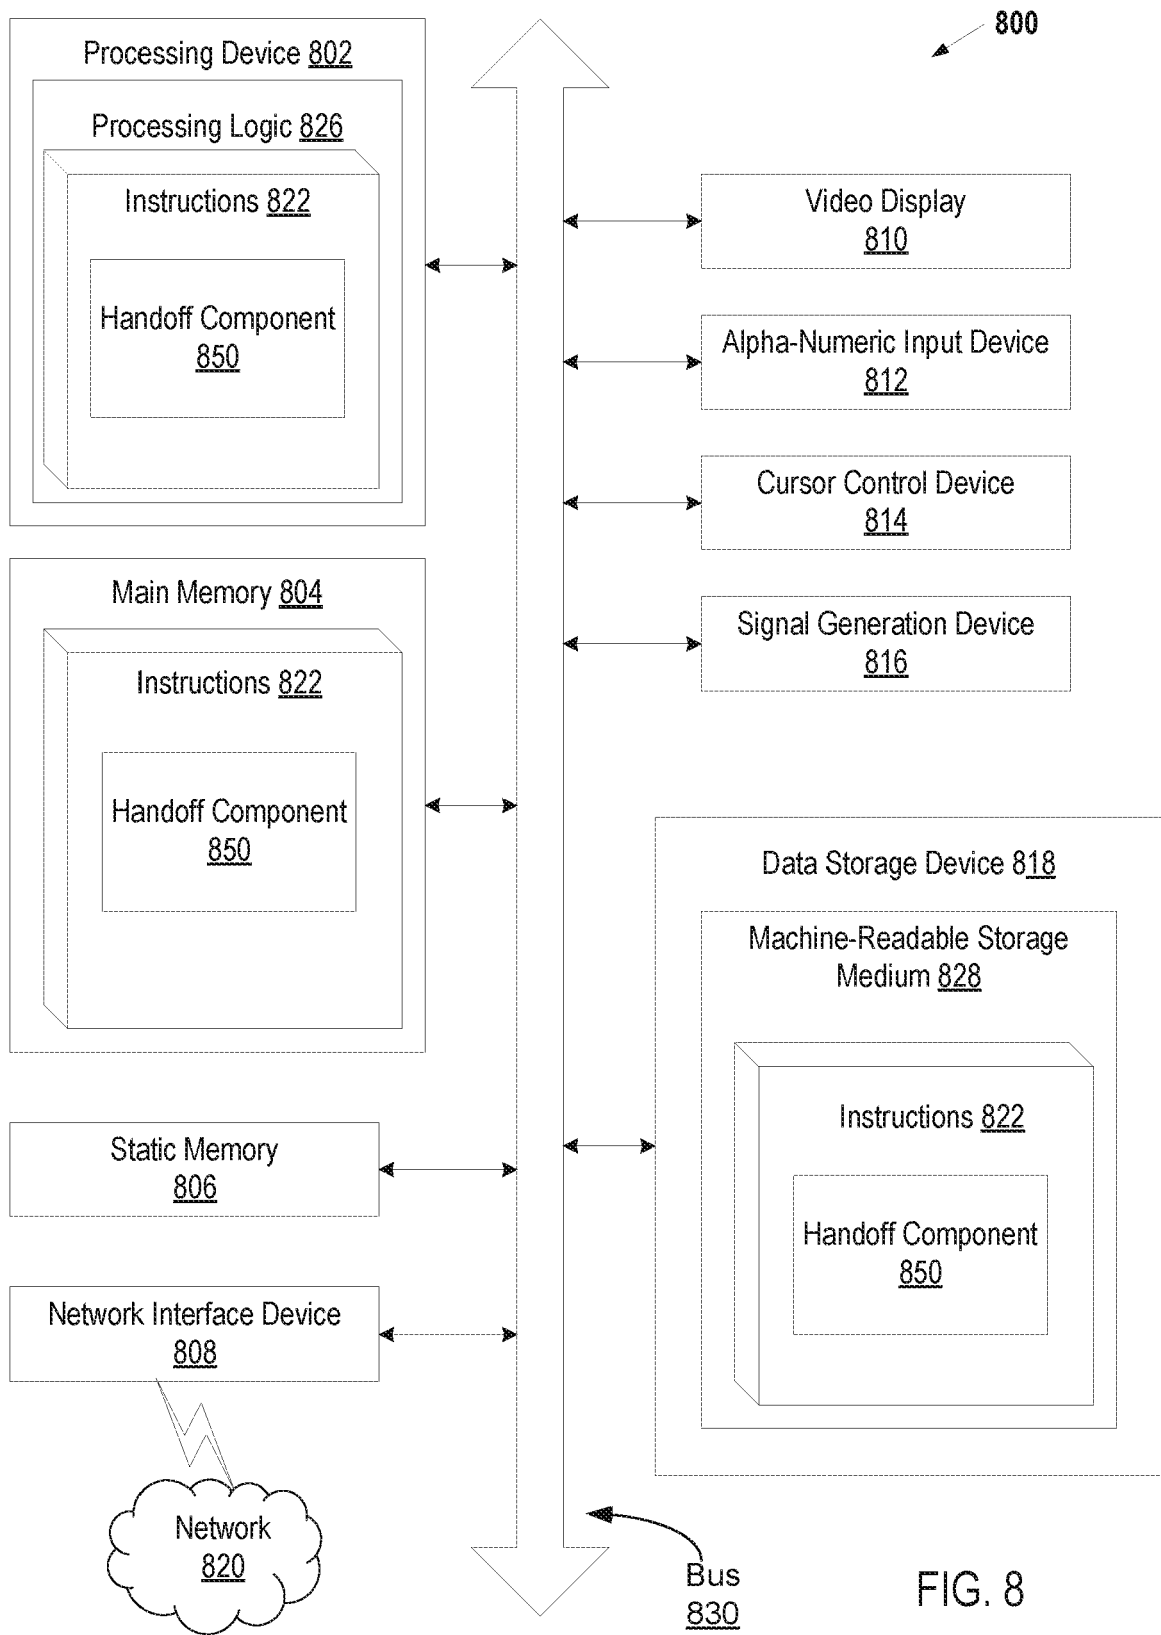 800
Processing Device 802
Processing Logic 826
Instructions 822
Handoff Component
850
Main Memory 804
Instructions 822
Handoff Component
850
Static Memory
806
Network Interface Device
808
Network
820
Video Display
810
Alpha-Numeric Input Device
812
Cursor Control Device
814
Signal Generation Device
816
Data Storage Device 818
Machine-Readable Storage
Medium 828
Instructions 822
Handoff Component
850
Bus
830
FIG. 8